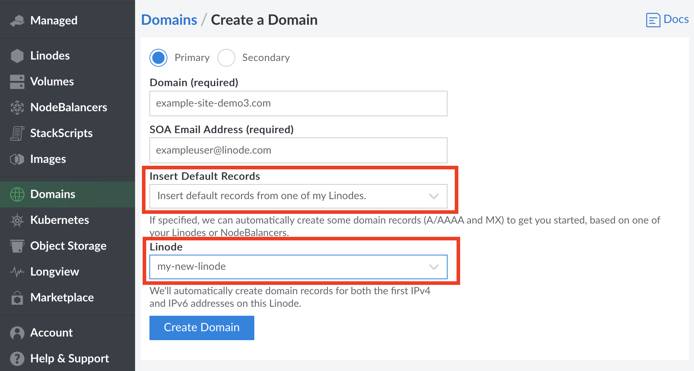 Managed
Linodes
Volumes
NodeBalancers
StackScripts
Images
Domains
Kubernetes
Object Storage
Longview
Marketplace
Account
Help & Support
Domains / Create a Domain
Docs
Primary Secondary
Domain (required)
example-site-demo3.com
SOA Email Address (required)
exampleuser@linode.com
Insert Default Records
Insert default records from one of my Linodes.
If specified, we can automatically create some domain records (A/AAAA and MX) to get you started, based on one of
your Linodes or NodeBalancers.
Linode
my-new-linode
We'll automatically create domain records for both the first IPv4
and IPv6 addresses on this Linode.
Create Domain